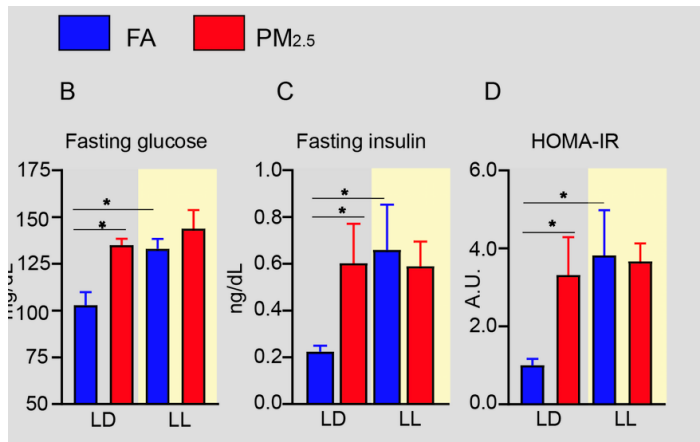 FA PM2.5
B C D
Fasting glucose Fasting insulin HOMA-IR
175 1.0 6.0
* * *
150 0.8
* * *
4.0
125 0.6
mg/dL ng/dL A.U.
100 0.4
2.0
75 0.2
50 0.0 0.0
LD LL LD LL LD LL